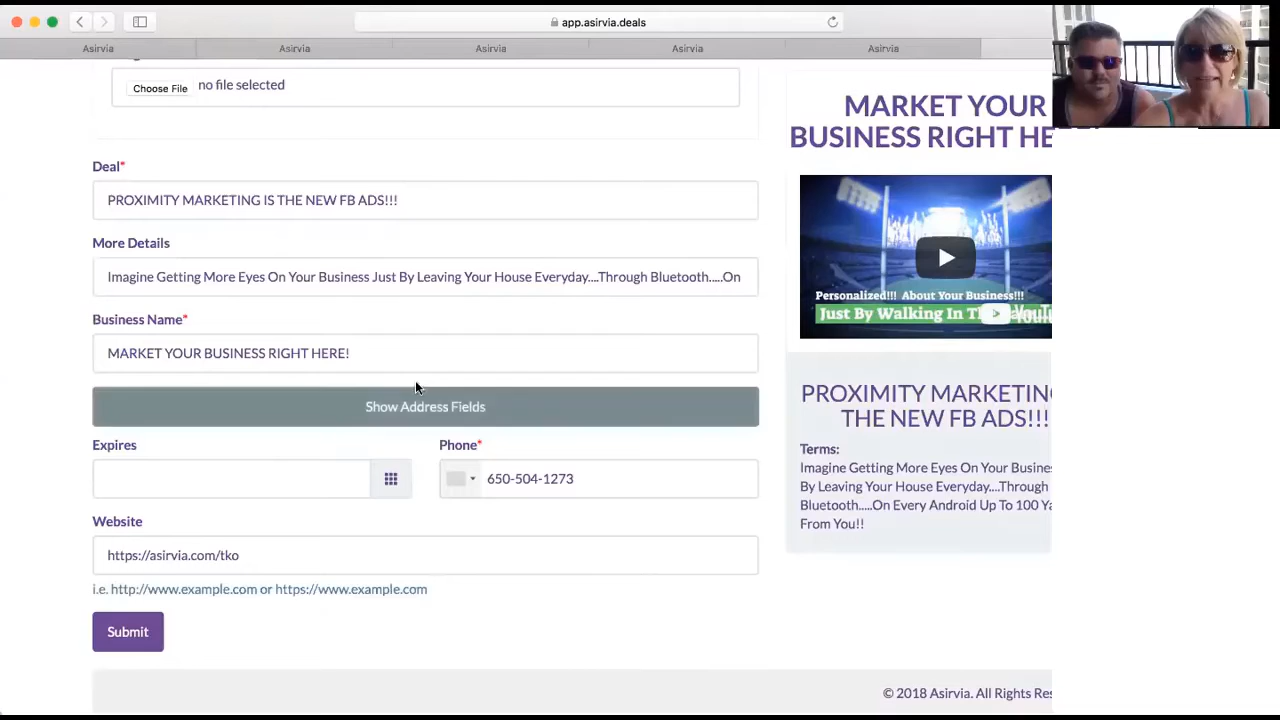 app.asirvia.deals
Asirvia
Asirvia
Asirvia
Asirvia
Asirvia
Choose File
no file selected
Deal*
PROXIMITY MARKETING IS THE NEW FB ADS!!!
More Details
Imagine Getting More Eyes On Your Business Just By Leaving Your House Everyday....Through Bluetooth.....On
Business Name*
MARKET YOUR BUSINESS RIGHT HERE!
Show Address Fields
Expires
Phone*
650-504-1273
Website
https://asirvia.com/tko
i.e. http://www.example.com or https://www.example.com
Submit
MARKET YOUR
BUSINESS RIGHT HE
Personalized!!! About Your Business!!!
Just By Walking In
PROXIMITY MARKETING
THE NEW FB ADS!!!
Terms:
Imagine Getting More Eyes On Your Busine
By Leaving Your House Everyday....Through
Bluetooth.....On Every Android Up To 100 Ya
From You!!
© 2018 Asirvia. All Rights Res